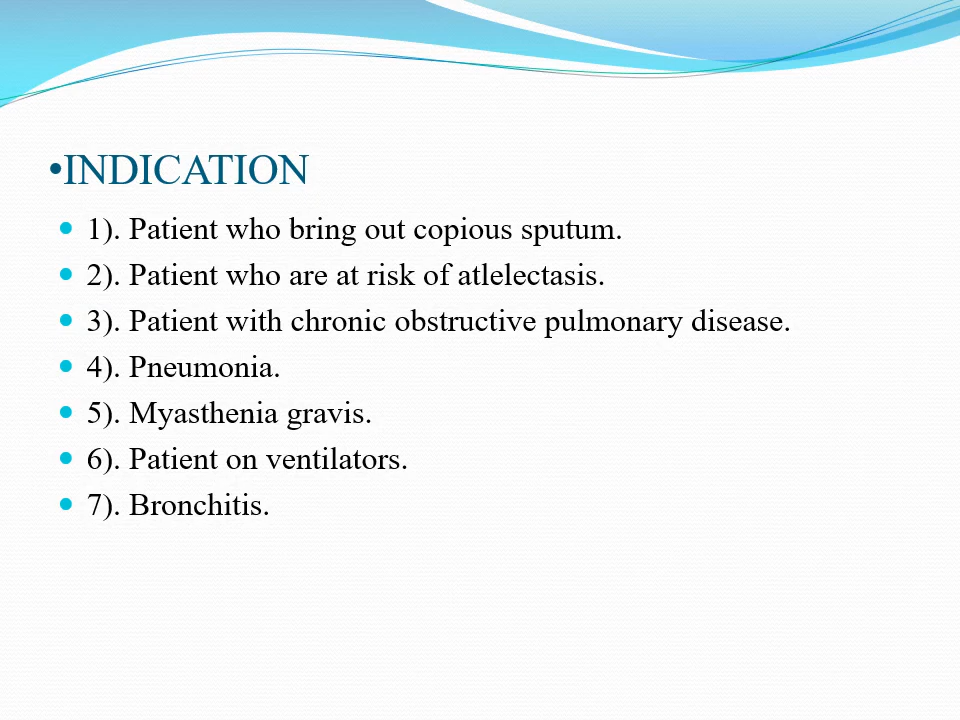 •INDICATION
• 1). Patient who bring out copious sputum.
• 2). Patient who are at risk of atlelectasis.
• 3). Patient with chronic obstructive pulmonary disease.
• 4). Pneumonia.
• 5). Myasthenia gravis.
• 6). Patient on ventilators.
• 7). Bronchitis.